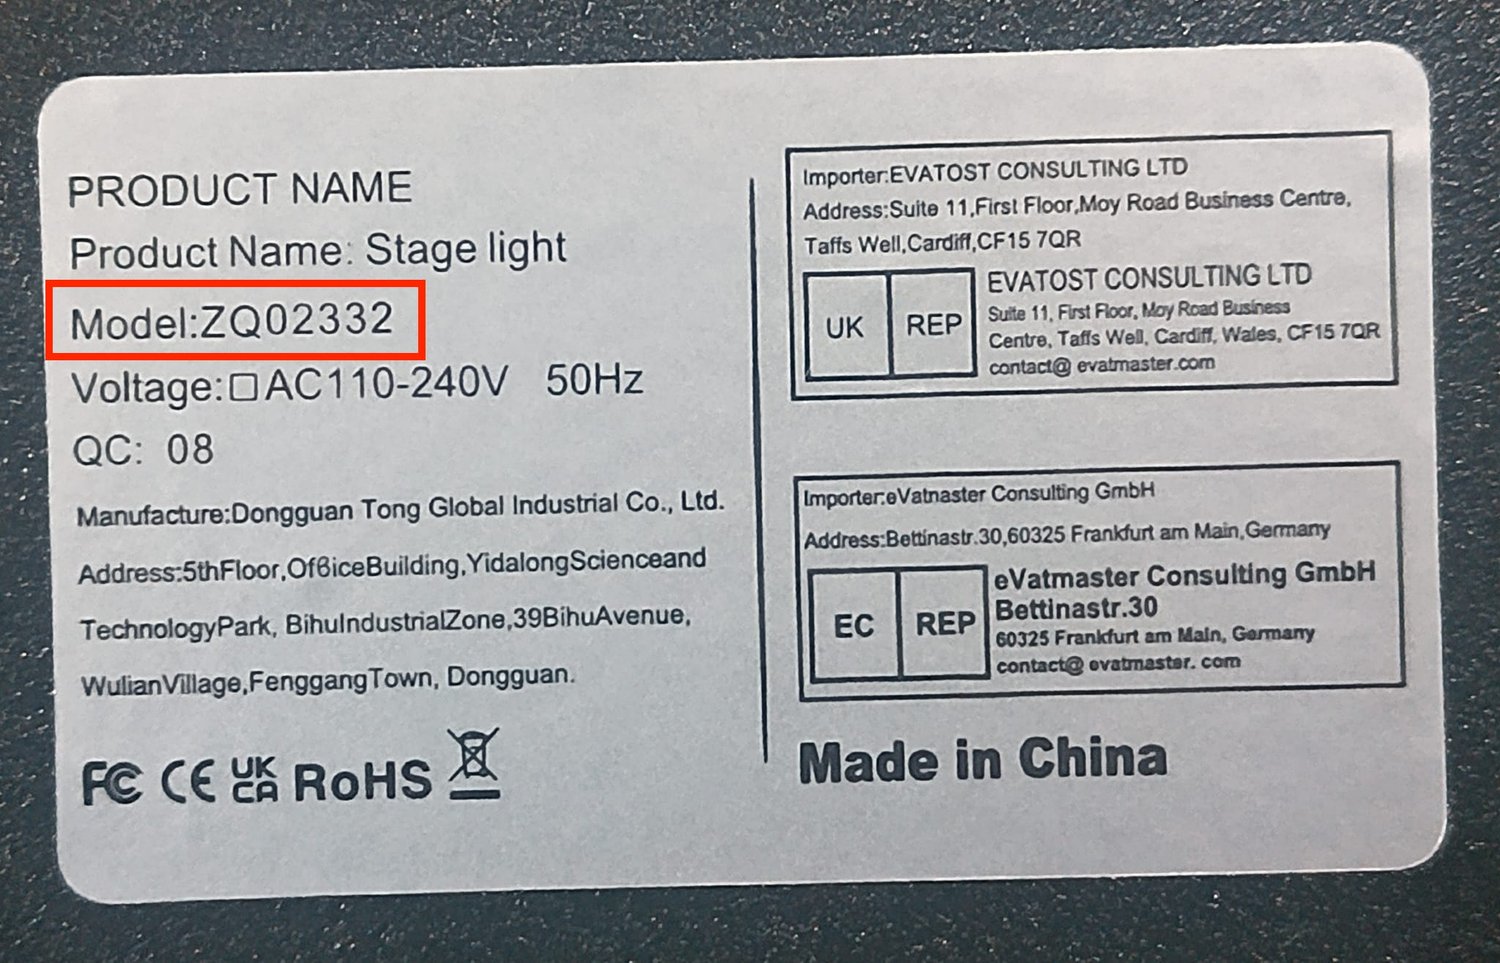 PRODUCT NAME
Product Name: Stage light
Model:ZQ02332
Voltage:□AC110-240V 50Hz
QC: 08
Manufacture:Dongguan Tong Global Industrial Co., Ltd.
Address:5thFloor,OfβiceBuilding,YidalongScienceand
TechnologyPark, BihuIndustrialZone,39BihuAvenue,
WulianVillage,FenggangTown, Dongguan.
FC CE UK CA RoHS
Importer:EVATOST CONSULTING LTD
Address:Suite 11,First Floor,Moy Road Business Centre,
Taffs Well,Cardiff,CF15 7QR
UK REP
EVATOST CONSULTING LTD
Suite 11, First Floor, Moy Road Business
Centre, Taffs Well, Cardiff, Wales, CF15 7QR
contact@ evatmaster.com
Importer:eVatnaster Consulting GmbH
Address:Bettinastr.30,60325 Frankfurt am Main,Germany
EC REP
eVatmaster Consulting GmbH
Bettinastr.30
60325 Frankfurt am Main, Germany
contact@ evatmaster. com
Made in China